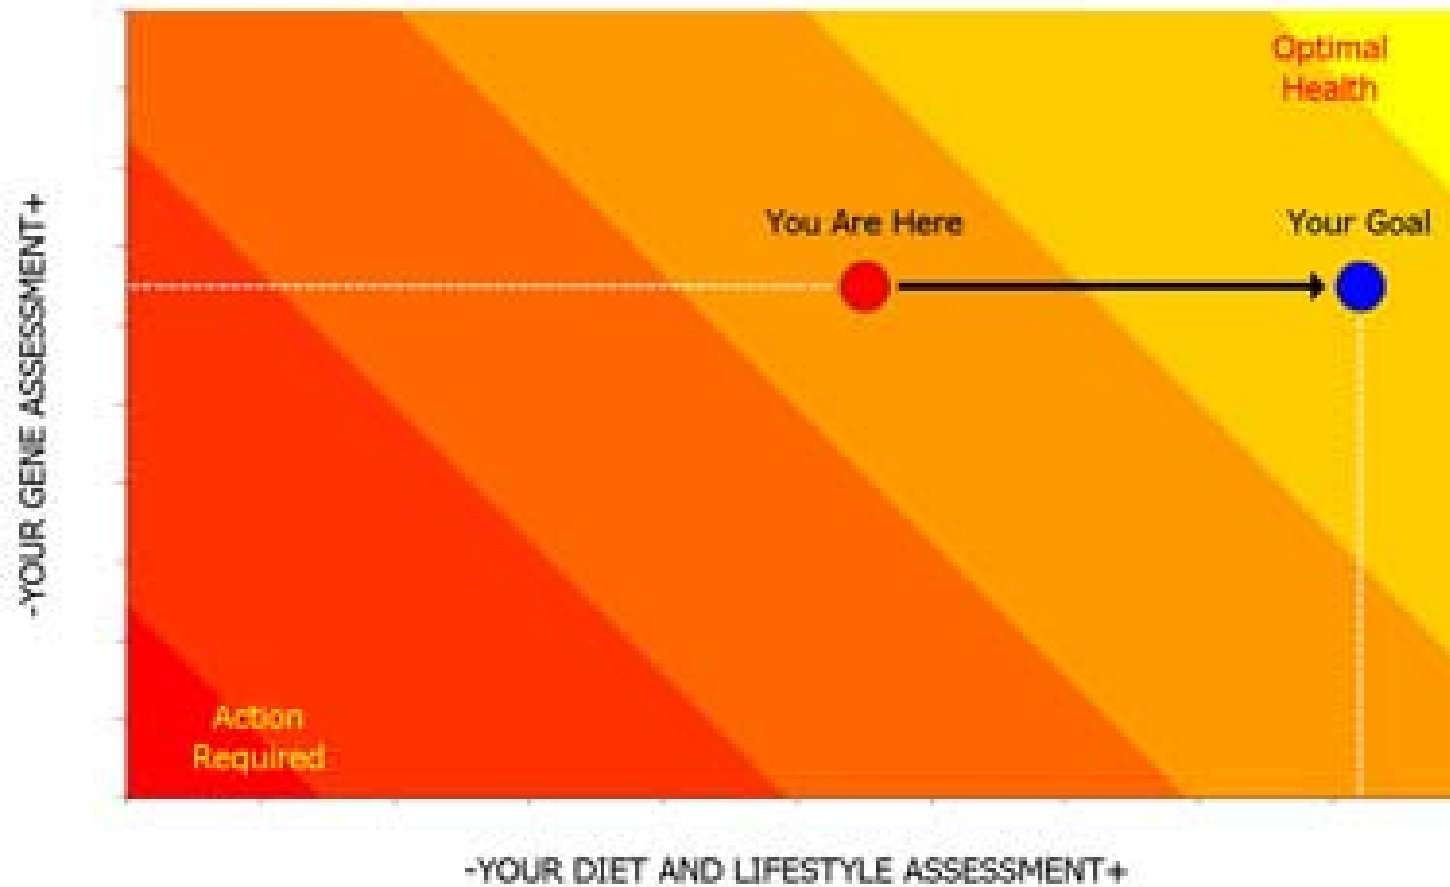 Optimal
Health
You Are Here
Your Goal
-YOUR GENE ASSESSMENT+
Action
Required
-YOUR DIET AND LIFESTYLE ASSESSMENT+